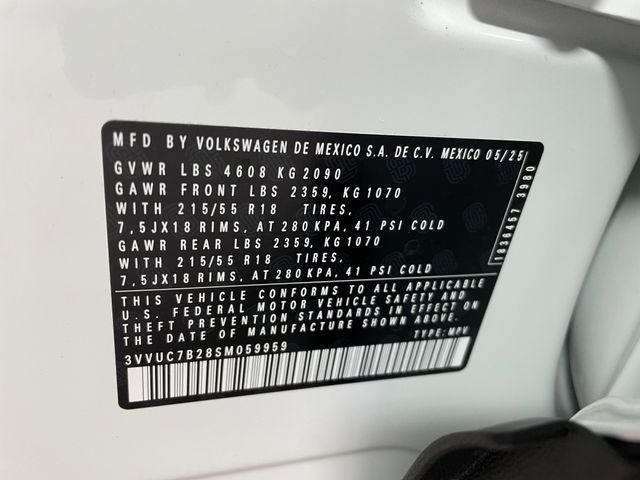 MFD BY VOLKSWAGEN DE MEXICO S.A. DE C.V. MEXICO 05/25
GVWR LBS 4608 KG 2090
GAWR FRONT LBS 2359, KG 1070
WITH 215/55 R18 TIRES,
7,5JX18 RIMS, AT 280 KPA, 41 PSI COLD
GAWR REAR LBS 2359, KG 1070
WITH 215/55 R18 TIRES,
7,5JX18 RIMS, AT 280 KPA, 41 PSI COLD
THIS VEHICLE CONFORMS TO ALL APPLICABLE
U.S. FEDERAL MOTOR VEHICLE SAFETY AND
THEFT PREVENTION STANDARDS IN EFFECT ON
THE DATE OF MANUFACTURE SHOWN ABOVE.
3VVUC7B28SM059959 TYPE: MPV
1836457 3980